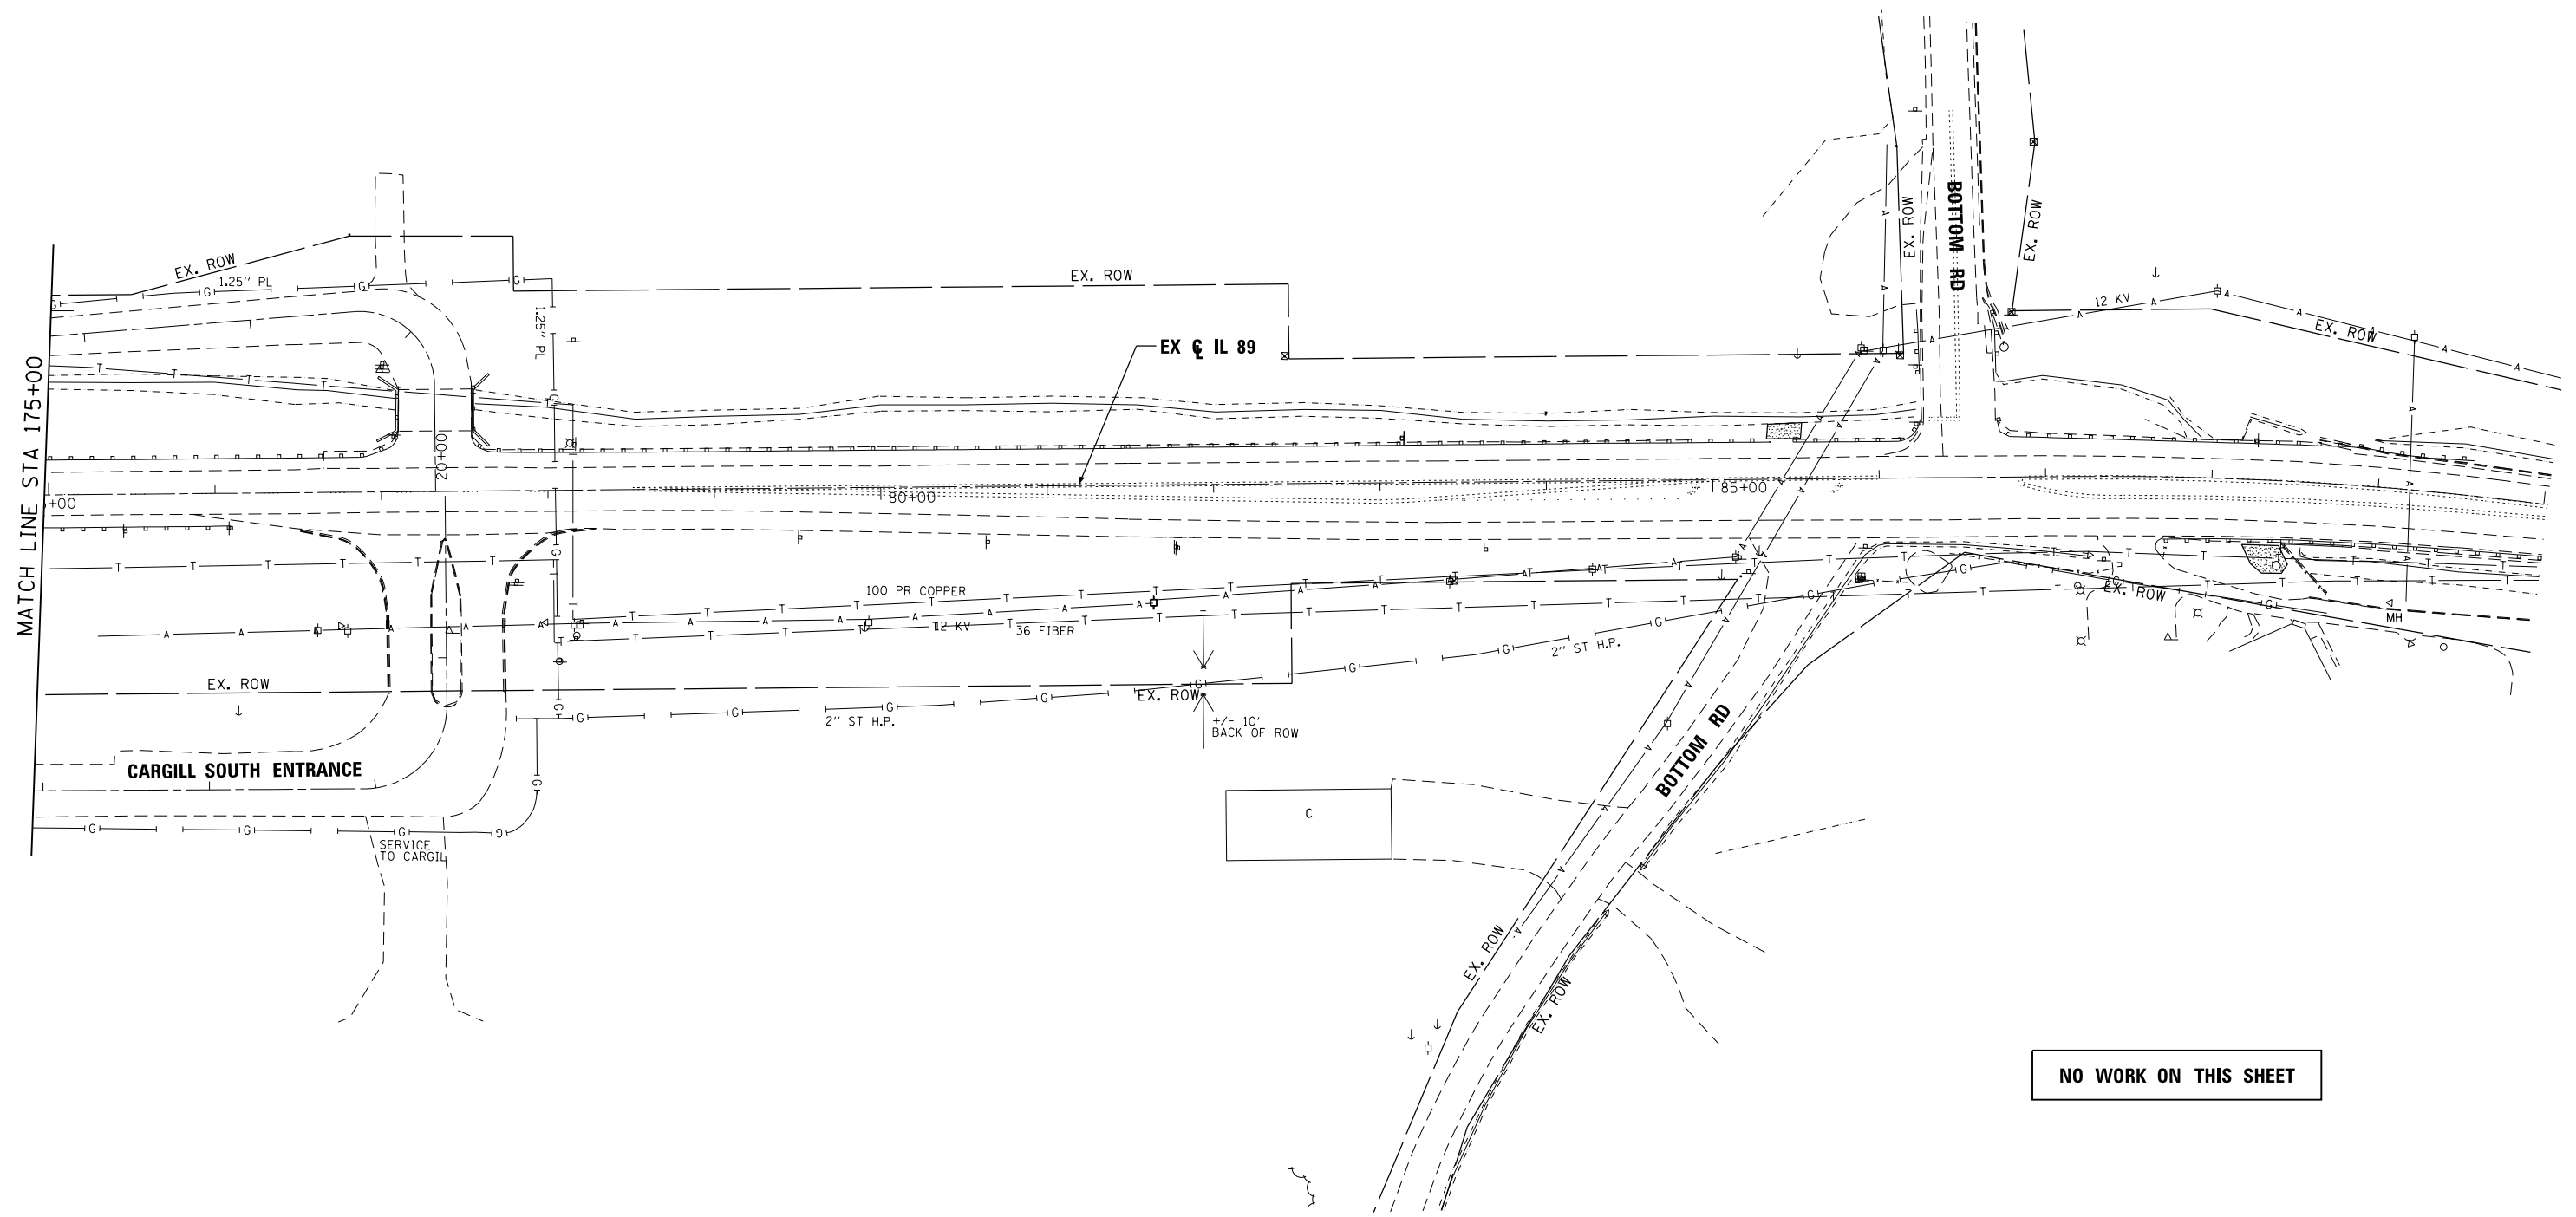 BOTTOM RD
EX. ROW
EX. ROW
EX. ROW
1.25" PL
EX. ROW
12 KV
EX. ROW
1.25" PL
EX ℄ IL 89
MATCH LINE STA 175+00
20+00
+00
80+00
85+00
100 PR COPPER
12 KV
36 FIBER
2" ST H.P.
EX. ROW
MH
EX. ROW
EX. ROW
2" ST H.P.
+/- 10'
BACK OF ROW
BOTTOM RD
CARGILL SOUTH ENTRANCE
C
SERVICE
TO CARGIL
EX. ROW
EX. ROW
NO WORK ON THIS SHEET